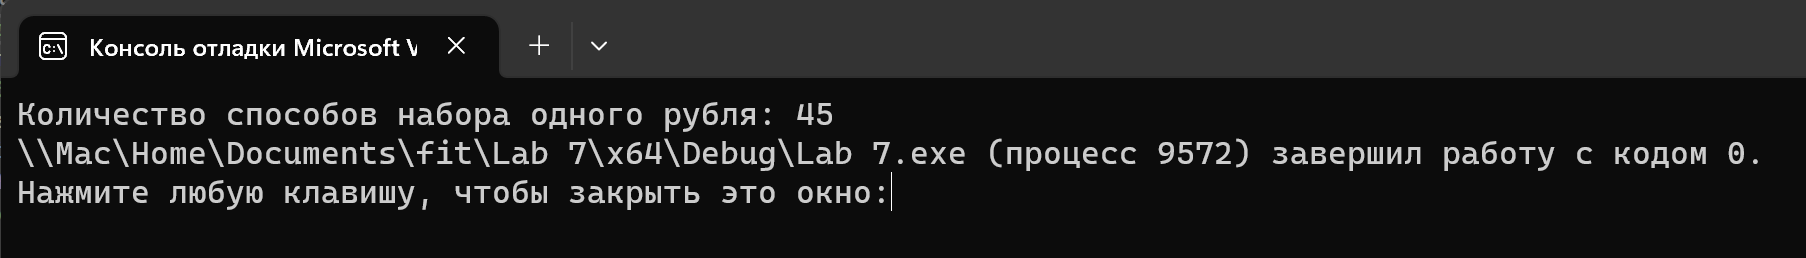 Консоль отладки Microsoft V
Количество способов набора одного рубля: 45
\\Mac\Home\Documents\fit\Lab 7\x64\Debug\Lab 7.exe (процесс 9572) завершил работу с кодом 0.
Нажмите любую клавишу, чтобы закрыть это окно: